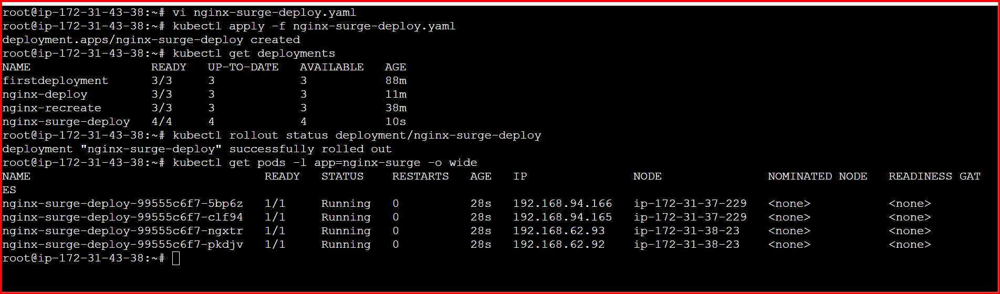 root@ip-172-31-43-38:~# vi nginx-surge-deploy.yaml
root@ip-172-31-43-38:~# kubectl apply -f nginx-surge-deploy.yaml
deployment.apps/nginx-surge-deploy created
root@ip-172-31-43-38:~# kubectl get deployments
NAME                 READY   UP-TO-DATE   AVAILABLE   AGE
firstdeployment      3/3     3            3           88m
nginx-deploy         3/3     3            3           11m
nginx-recreate       3/3     3            3           38m
nginx-surge-deploy   4/4     4            4           10s
root@ip-172-31-43-38:~# kubectl rollout status deployment/nginx-surge-deploy
deployment "nginx-surge-deploy" successfully rolled out
root@ip-172-31-43-38:~# kubectl get pods -l app=nginx-surge -o wide
NAME                                 READY   STATUS    RESTARTS   AGE   IP               NODE               NOMINATED NODE   READINESS GAT
ES
nginx-surge-deploy-99555c6f7-5bp6z   1/1     Running   0          28s   192.168.94.166   ip-172-31-37-229   <none>           <none>
nginx-surge-deploy-99555c6f7-clf94   1/1     Running   0          28s   192.168.94.165   ip-172-31-37-229   <none>           <none>
nginx-surge-deploy-99555c6f7-ngxtr   1/1     Running   0          28s   192.168.62.93    ip-172-31-38-23    <none>           <none>
nginx-surge-deploy-99555c6f7-pkdjv   1/1     Running   0          28s   192.168.62.92    ip-172-31-38-23    <none>           <none>
root@ip-172-31-43-38:~#